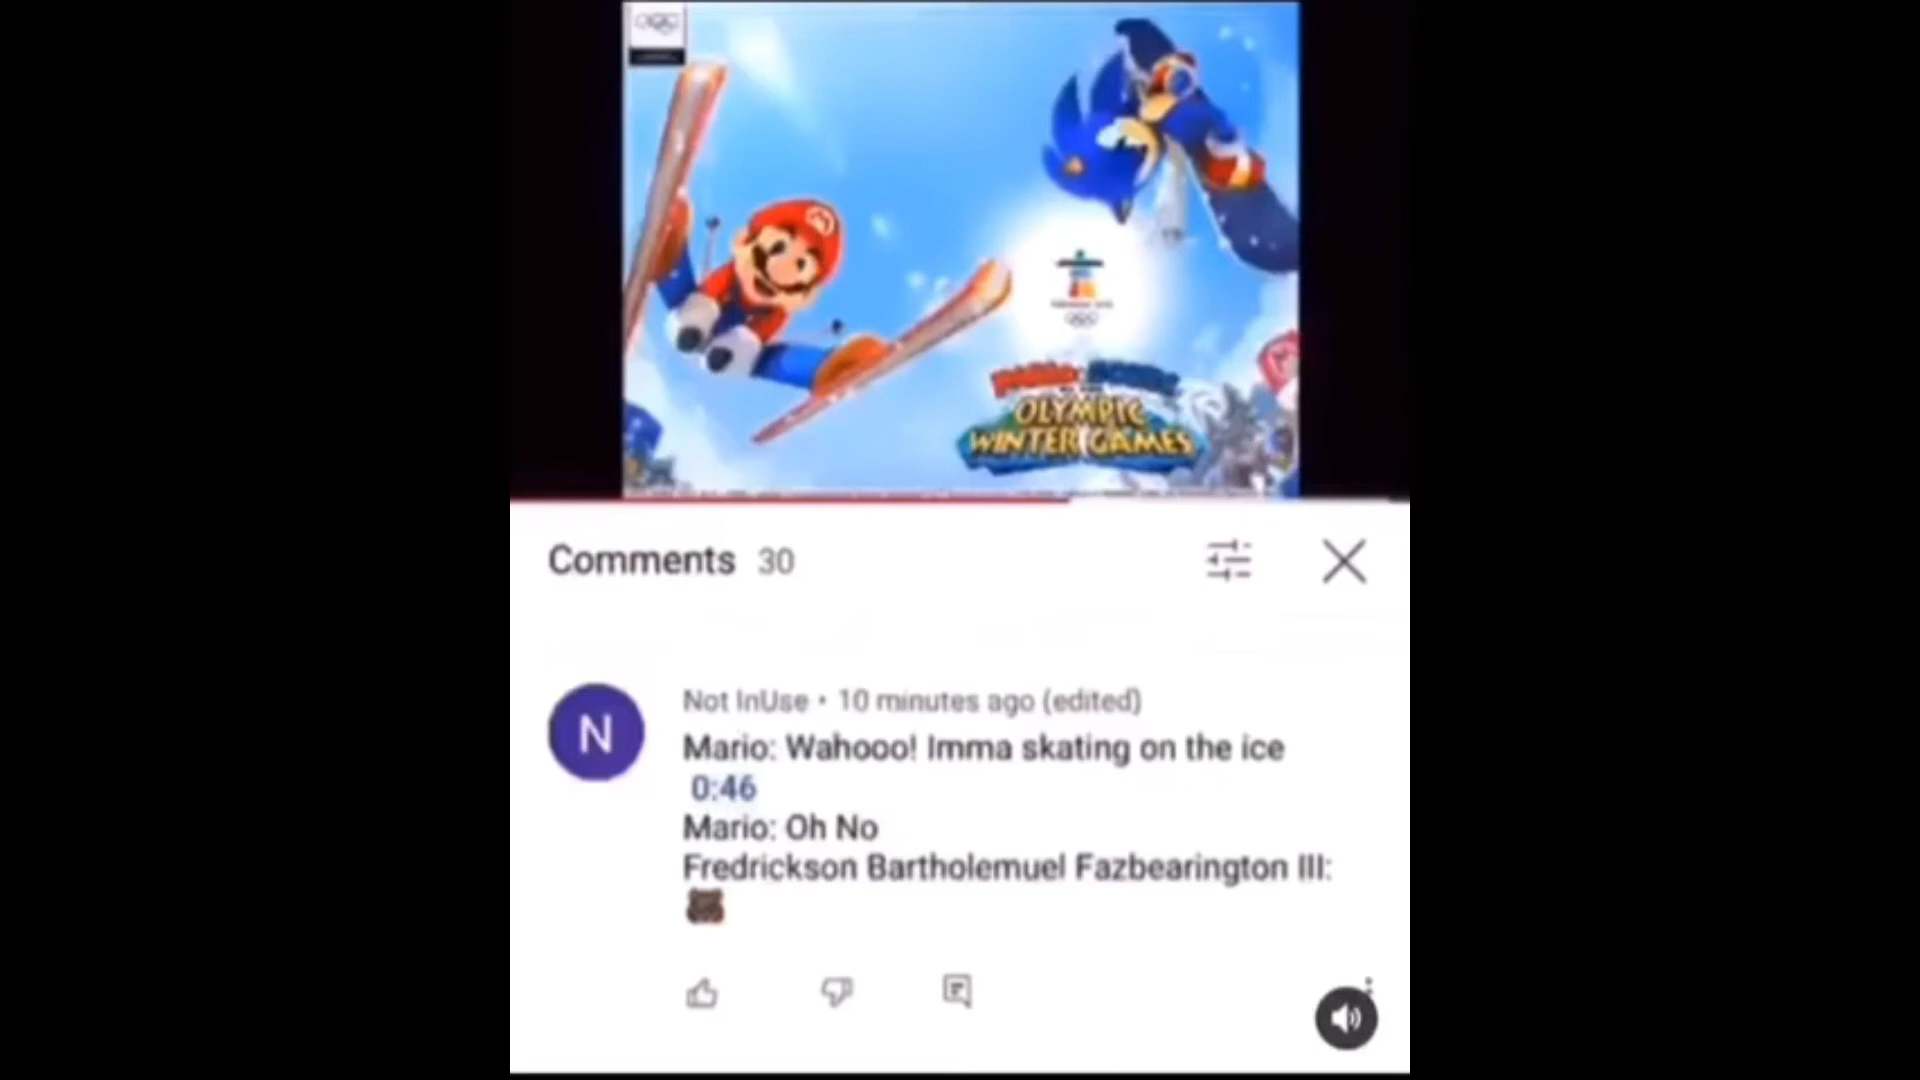 OLYMPIC
WINTER GAMES
Comments 30
N
Not InUse • 10 minutes ago (edited)
Mario: Wahooo! Imma skating on the ice
0:46
Mario: Oh No
Fredrickson Bartholemuel Fazbearington III: